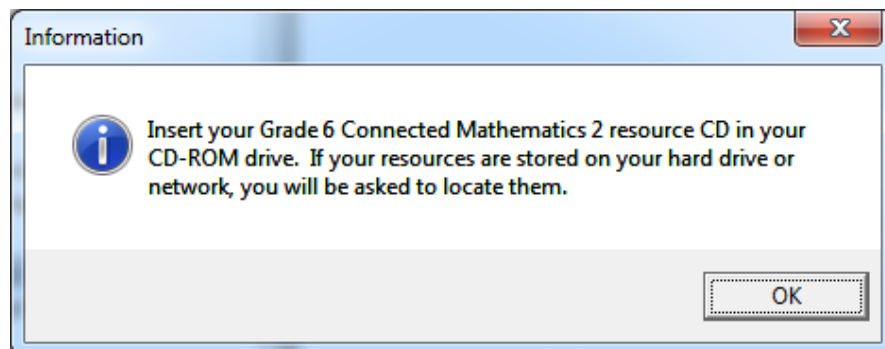 Information
Insert your Grade 6 Connected Mathematics 2 resource CD in your
CD-ROM drive.  If your resources are stored on your hard drive or
network, you will be asked to locate them.
OK